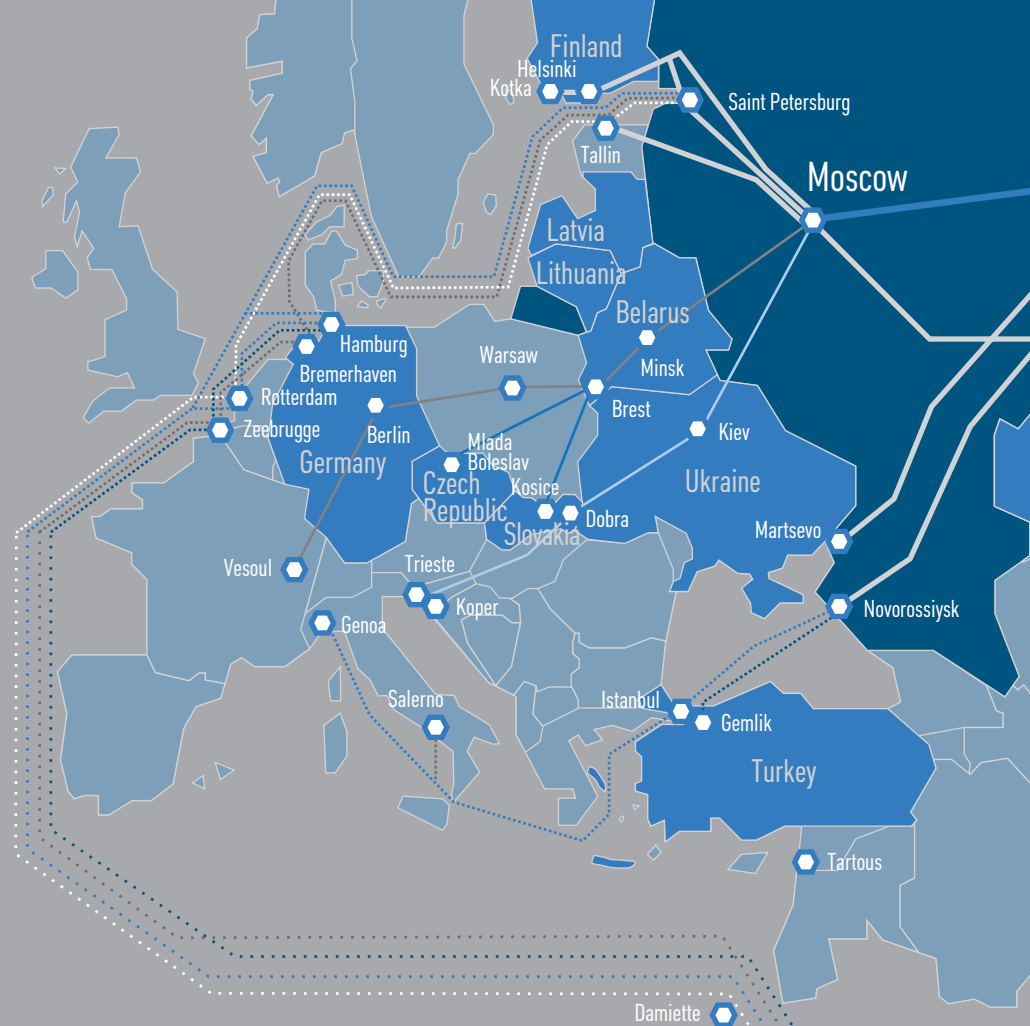 Finland
Helsinki
Kotka
Saint Petersburg
Tallin
Moscow
Latvia
Lithuania
Belarus
Hamburg
Warsaw
Minsk
Bremerhaven
Rotterdam
Brest
Zeebrugge
Berlin
Kiev
Mlada
Boleslav
Germany
Czech
Republic
Kosice
Ukraine
Dobra
Slovakia
Martsevo
Vesoul
Trieste
Koper
Novorossiysk
Genoa
Salerno
Istanbul
Gemlik
Turkey
Tartous
Damiette